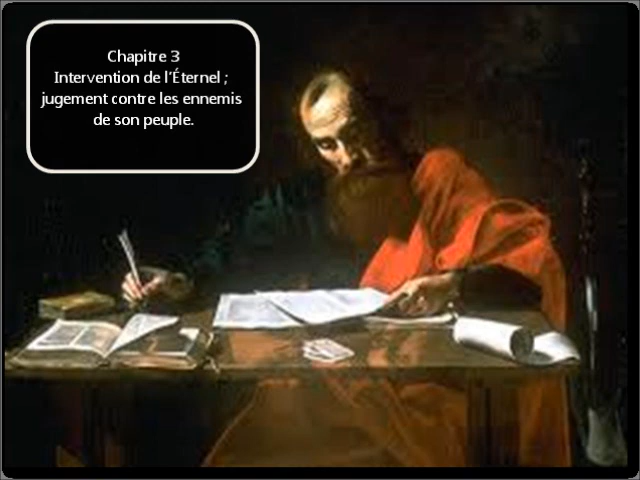 Chapitre 3
Intervention de l’Éternel ;
jugement contre les ennemis
de son peuple.